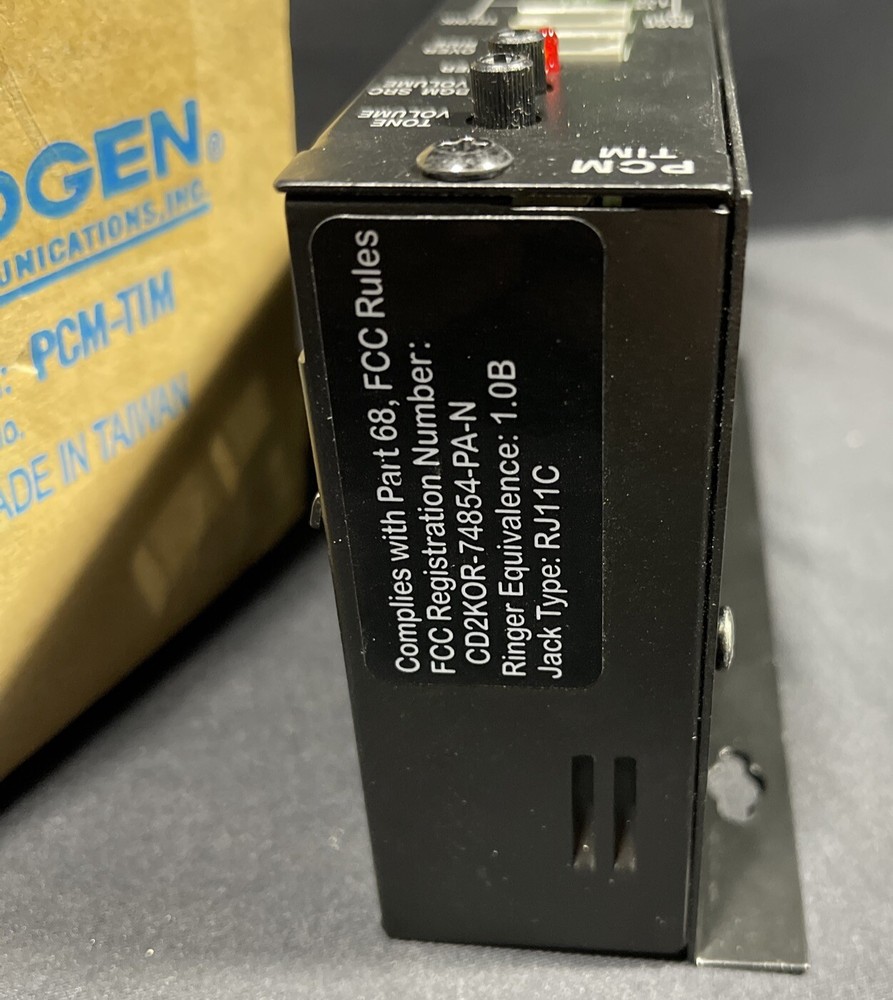 OGEN®
UNICATIONS, INC.
: PCM-TIM
No.
ADE IN TAIWAN
TONE
VOLUME
PGM SRC
VOLUME
PCM
TIM
Complies with Part 68, FCC Rules
FCC Registration Number:
CD2KOR-74854-PA-N
Ringer Equivalence: 1.0B
Jack Type: RJ11C